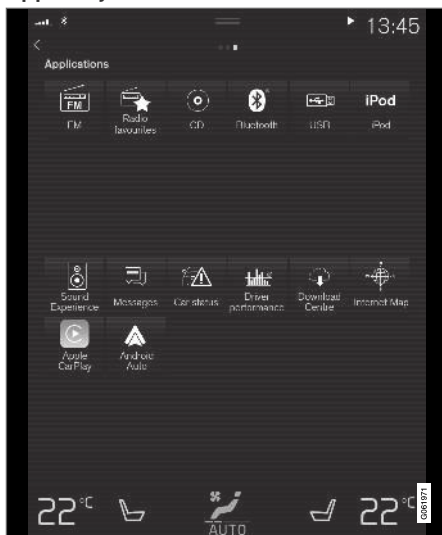 13:45
Applications
FM
iPod
FM
Radio
favourites
CD
Bluetooth
USB
iPod
Sound
Experience
Messages
Car status
Driver
performance
Download
Centre
Internet Map
Apple
CarPlay
Android
Auto
22°C
AUTO
22°C
G061971